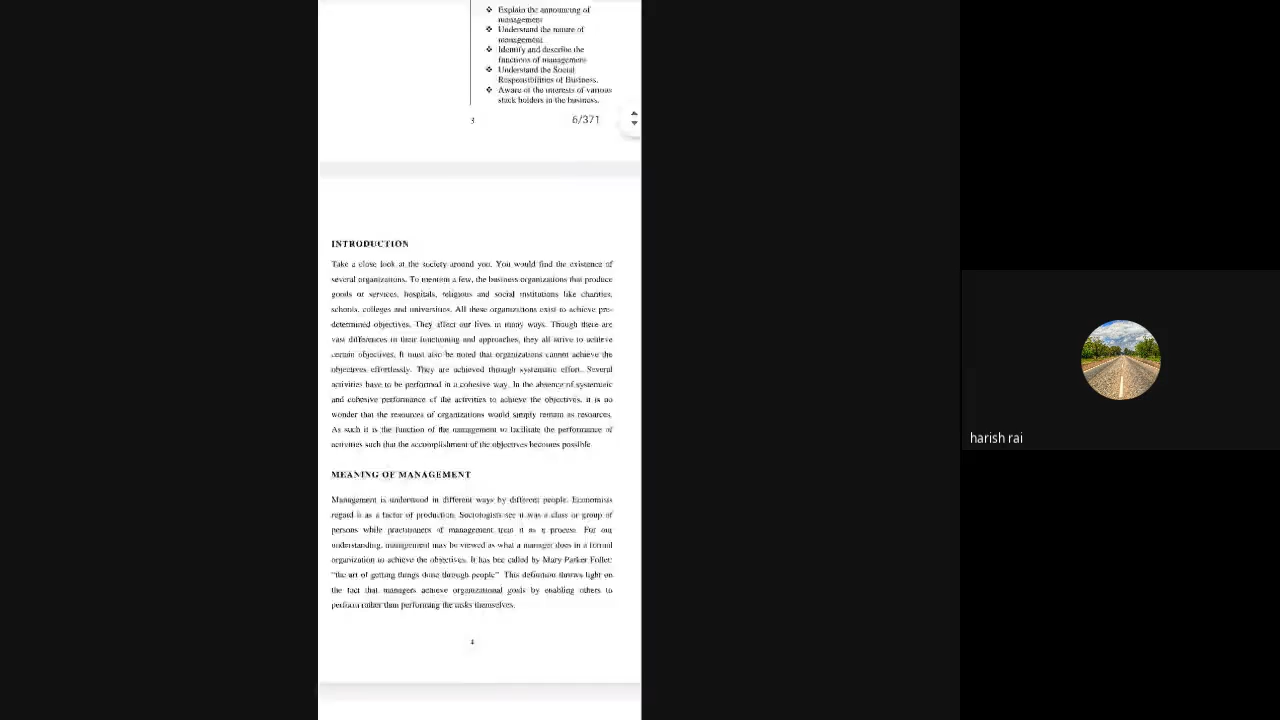 ❖ Explain the announcing of
management
❖ Understand the nature of
management
❖ Identify and describe the
functions of management
❖ Understand the Social
Responsibilities of Business.
❖ Aware of the interests of various
stack holders in the business.
3
6/371
INTRODUCTION
Take a close look at the society around you. You would find the existence of
several organizations. To mention a few, the business organizations that produce
goods or services, hospitals, religious and social institutions like charities,
schools, colleges and universities. All these organizations exist to achieve pre-
determined objectives. They affect our lives in many ways. Though there are
vast differences in their functioning and approaches, they all strive to achieve
certain objectives. It must also be noted that organizations cannot achieve the
objectives effortlessly. They are achieved through systematic effort. Several
activities have to be performed in a cohesive way. In the absence of systematic
and cohesive performance of the activities to achieve the objectives, it is no
wonder that the resources of organizations would simply remain as resources.
As such it is the function of the management to facilitate the performance of
activities such that the accomplishment of the objectives becomes possible.
MEANING OF MANAGEMENT
Management is understood in different ways by different people. Economists
regard it as a factor of production. Sociologists see it was a class or group of
persons while practitioners of management treat it as a process. For our
understanding, management may be viewed as what a manager does in a formal
organization to achieve the objectives. It has bee called by Mary Parker Follet:
"the art of getting things done through people" This definition throws light on
the fact that managers achieve organizational goals by enabling others to
perform rather than performing the tasks themselves.
4
harish rai